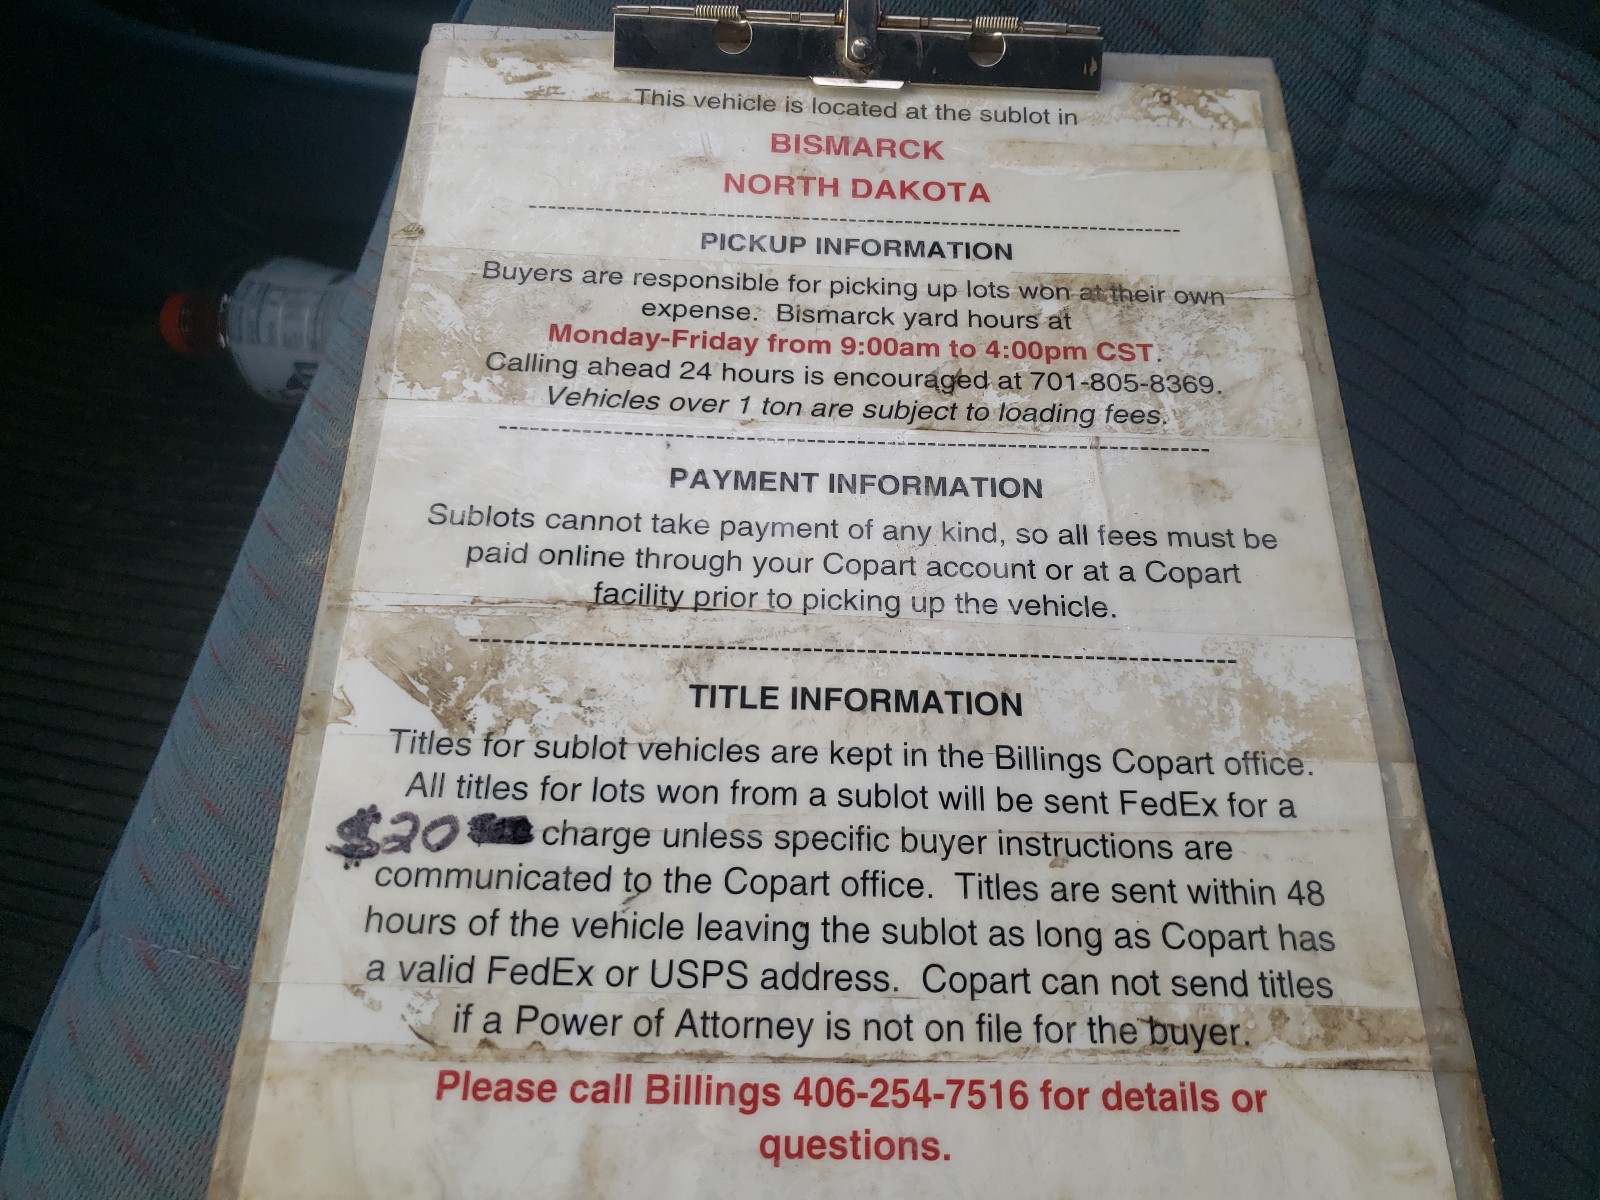 This vehicle is located at the sublot in
BISMARCK
NORTH DAKOTA
PICKUP INFORMATION
Buyers are responsible for picking up lots won at their own
expense. Bismarck yard hours at
Monday-Friday from 9:00am to 4:00pm CST.
Calling ahead 24 hours is encouraged at 701-805-8369.
Vehicles over 1 ton are subject to loading fees.
PAYMENT INFORMATION
Sublots cannot take payment of any kind, so all fees must be
paid online through your Copart account or at a Copart
facility prior to picking up the vehicle.
TITLE INFORMATION
Titles for sublot vehicles are kept in the Billings Copart office.
All titles for lots won from a sublot will be sent FedEx for a
$20 charge unless specific buyer instructions are
communicated to the Copart office. Titles are sent within 48
hours of the vehicle leaving the sublot as long as Copart has
a valid FedEx or USPS address. Copart can not send titles
if a Power of Attorney is not on file for the buyer.
Please call Billings 406-254-7516 for details or
questions.